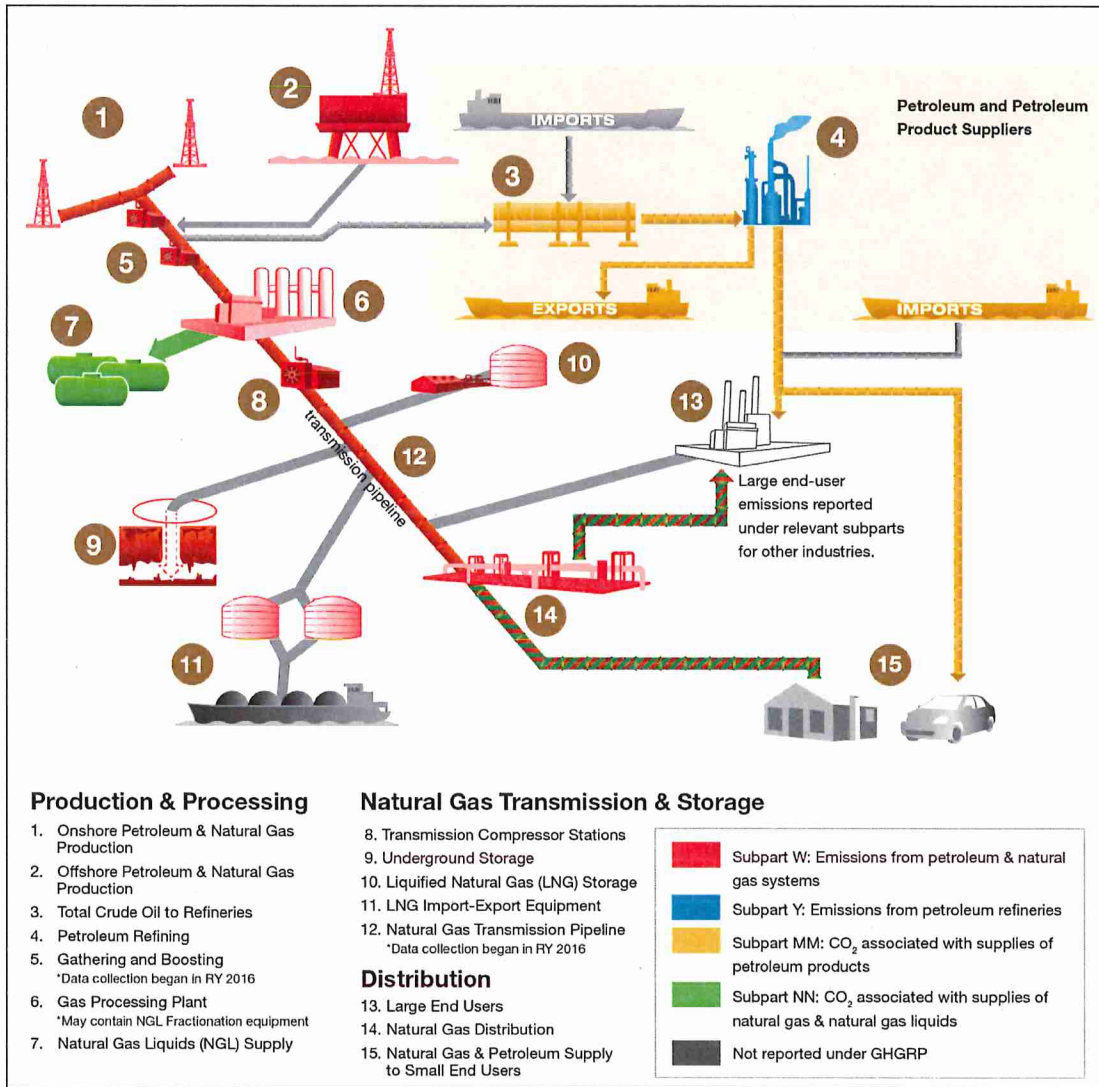 1
2
IMPORTS
Petroleum and Petroleum
Product Suppliers
4
3
5
6
EXPORTS
IMPORTS
7
10
8
13
transmission pipeline
12
Large end-user
emissions reported
under relevant subparts
for other industries.
9
14
11
15
Production & Processing
1. Onshore Petroleum & Natural Gas
Production
2. Offshore Petroleum & Natural Gas
Production
3. Total Crude Oil to Refineries
4. Petroleum Refining
5. Gathering and Boosting
*Data collection began in RY 2016
6. Gas Processing Plant
*May contain NGL Fractionation equipment
7. Natural Gas Liquids (NGL) Supply
Natural Gas Transmission & Storage
8. Transmission Compressor Stations
9. Underground Storage
10. Liquified Natural Gas (LNG) Storage
11. LNG Import-Export Equipment
12. Natural Gas Transmission Pipeline
*Data collection began in RY 2016
Distribution
13. Large End Users
14. Natural Gas Distribution
15. Natural Gas & Petroleum Supply
to Small End Users
Subpart W: Emissions from petroleum & natural
gas systems
Subpart Y: Emissions from petroleum refineries
Subpart MM: CO₂ associated with supplies of
petroleum products
Subpart NN: CO₂ associated with supplies of
natural gas & natural gas liquids
Not reported under GHGRP